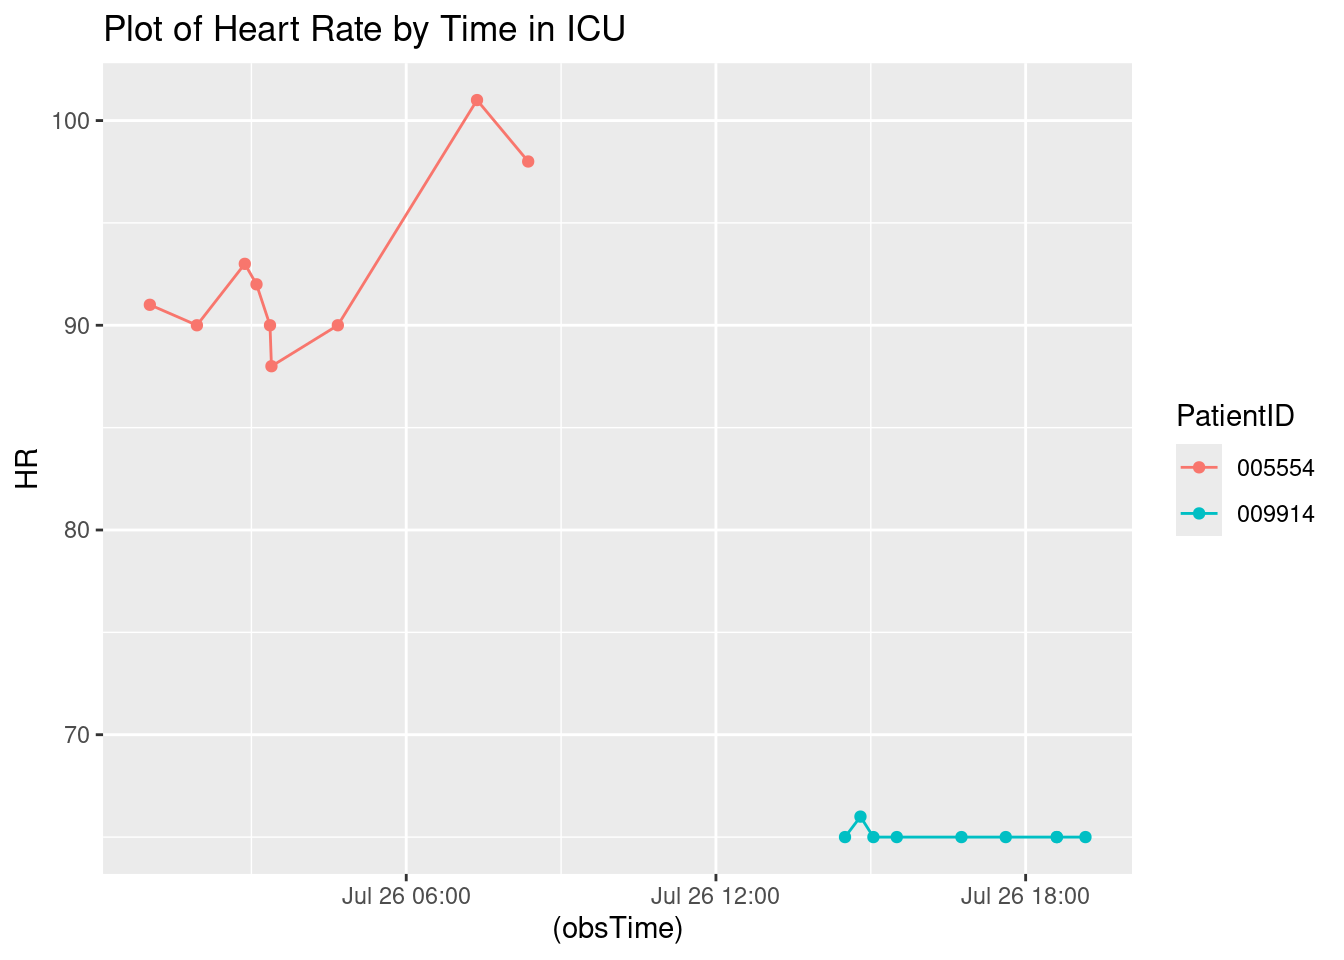 Plot of Heart Rate by Time in ICU
100
90
80
70
HR
Jul 26 06:00
Jul 26 12:00
Jul 26 18:00
(obsTime)
PatientID
005554
009914